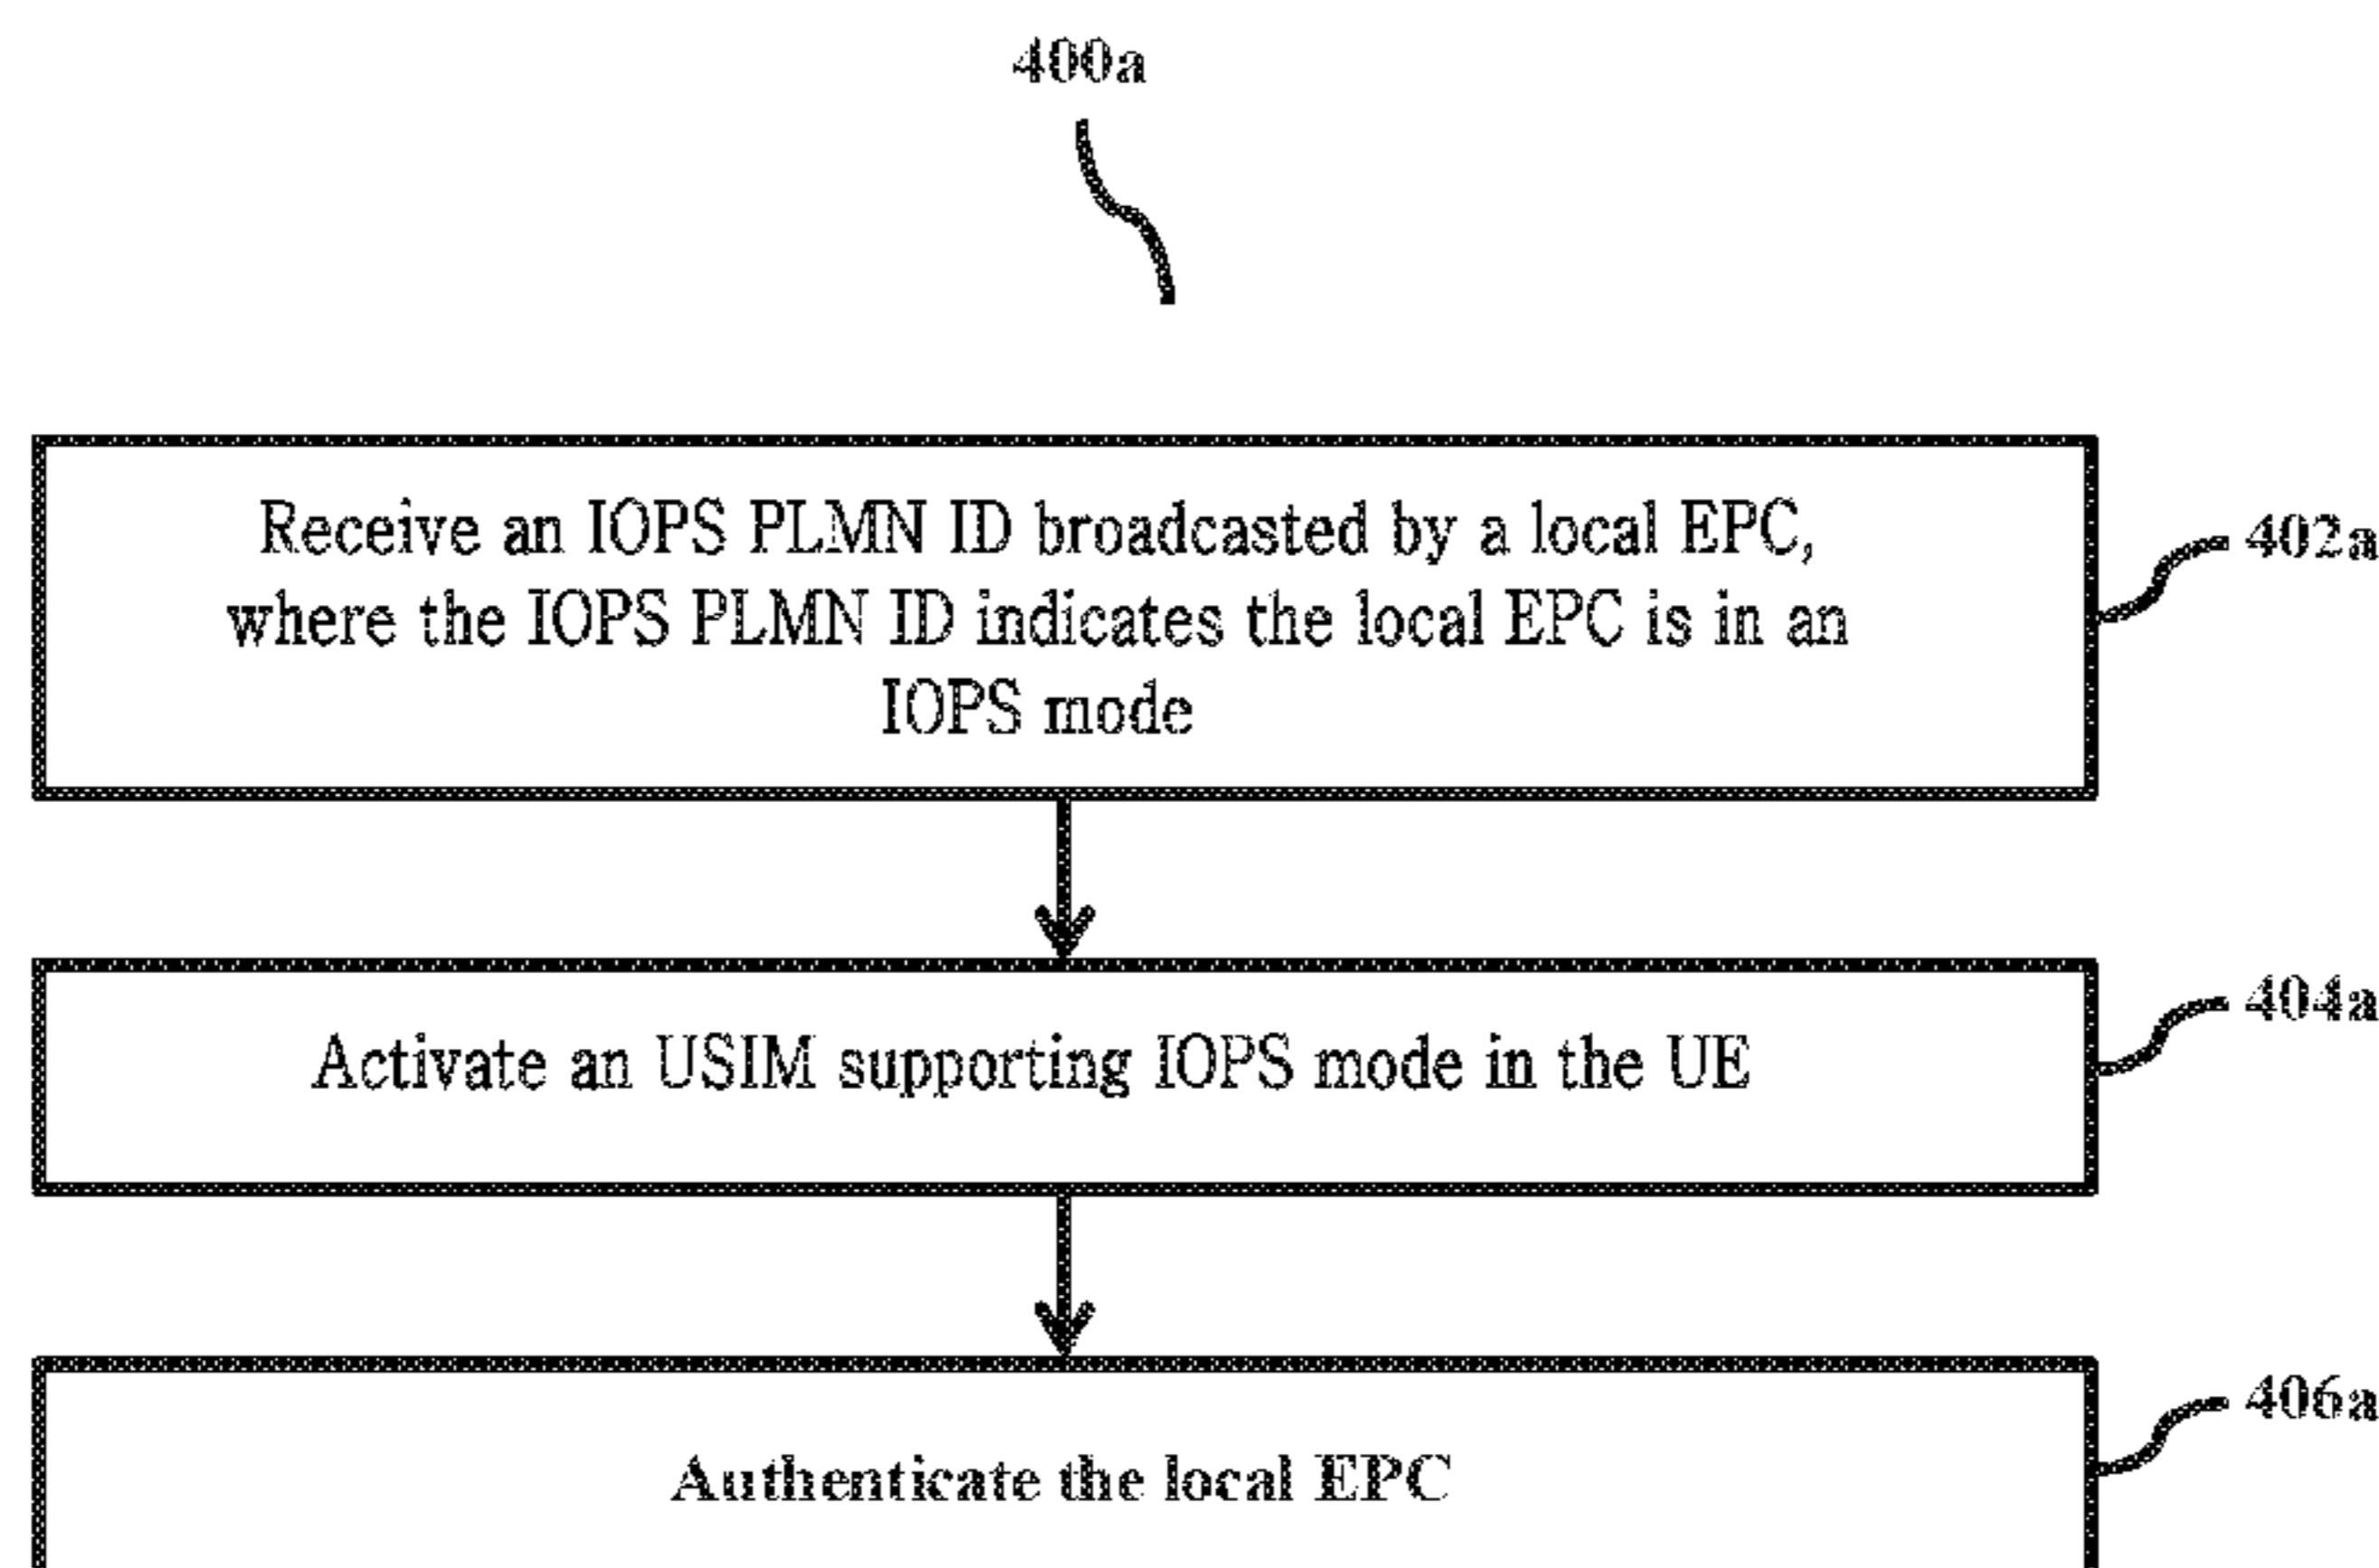 400a
Receive an IOPS PLMN ID broadcasted by a local EPC,
where the IOPS PLMN ID indicates the local EPC is in an
IOPS mode
402a
Activate an USIM supporting IOPS mode in the UE
404a
Authenticate the local EPC
406a